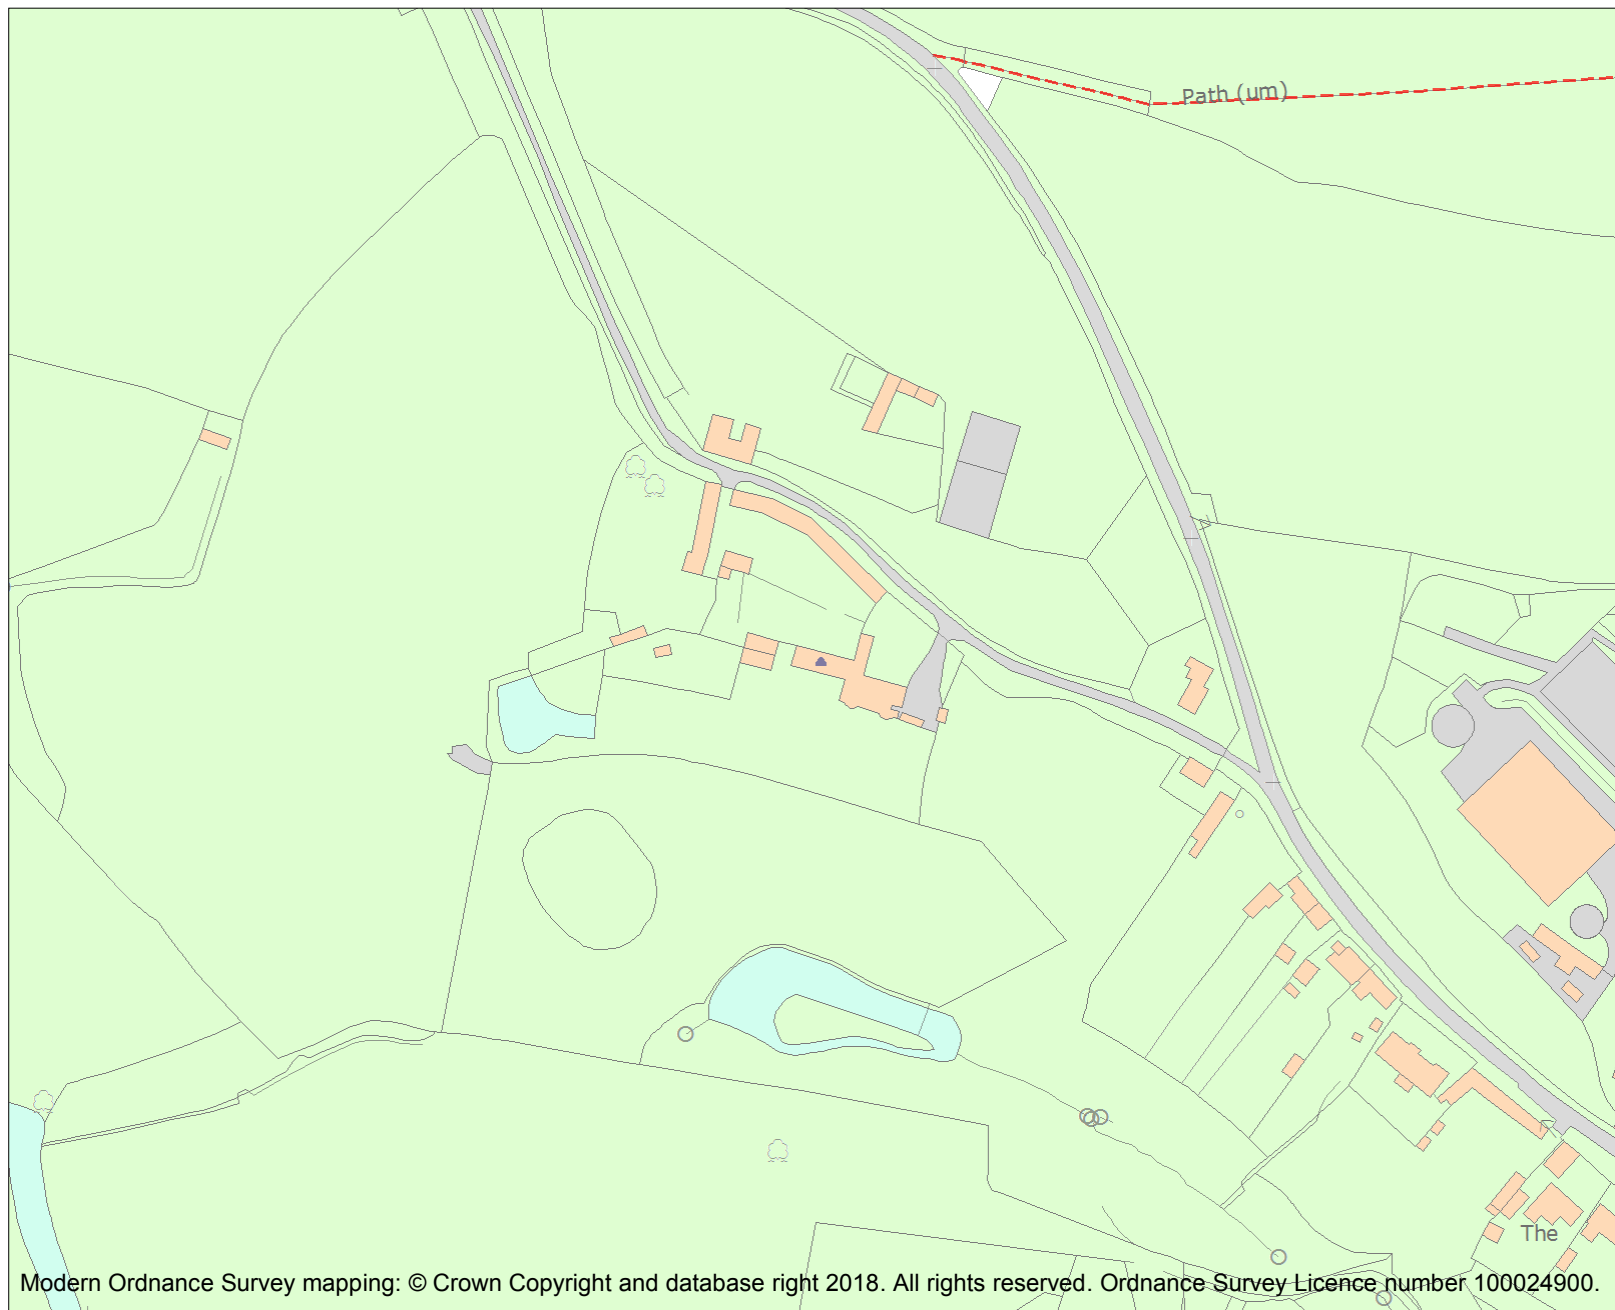 Path (um)
The
Modern Ordnance Survey mapping: © Crown Copyright and database right 2018. All rights reserved. Ordnance Survey Licence number 100024900.